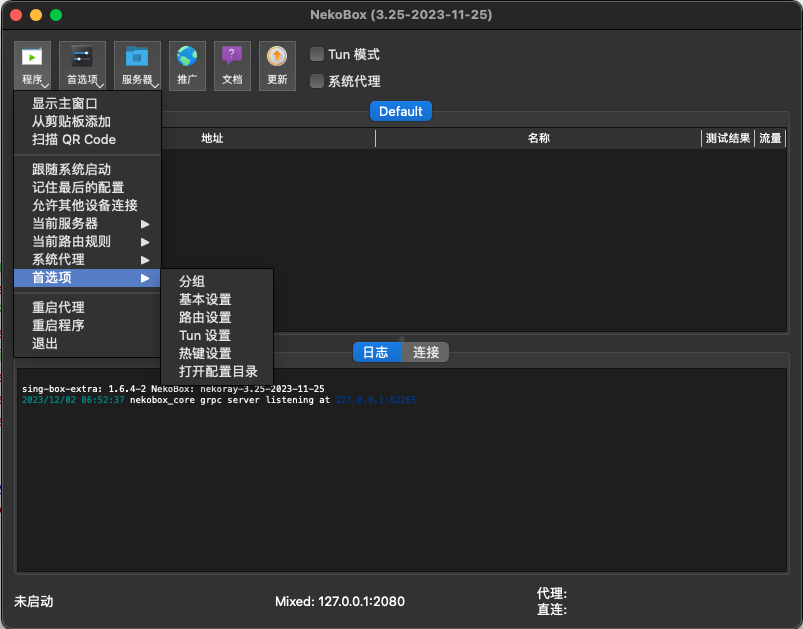 NekoBox (3.25-2023-11-25)
程序 首选项 服务器 推广 文档 更新
Tun 模式
系统代理
显示主窗口
从剪贴板添加
扫描 QR Code
跟随系统启动
记住最后的配置
允许其他设备连接
当前服务器
当前路由规则
系统代理
首选项
重启代理
重启程序
退出
分组
基本设置
路由设置
Tun 设置
热键设置
打开配置目录
Default
地址 名称 测试结果 流量
日志 连接
sing-box-extra: 1.6.4-2 NekoBox: nekoray-3.25-2023-11-25
2023/12/02 06:52:37 nekobox_core grpc server listening at 127.0.0.1:62265
未启动
Mixed: 127.0.0.1:2080
代理:
直连: